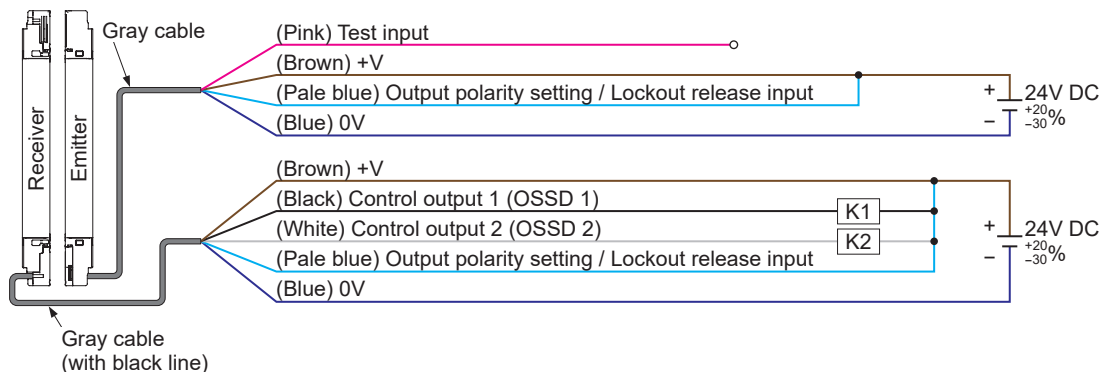 Gray cable
Receiver
Emitter
(Pink) Test input
(Brown) +V
(Pale blue) Output polarity setting / Lockout release input
(Blue) 0V
+
−
24V DC
+20
−30 %
(Brown) +V
(Black) Control output 1 (OSSD 1)
K1
(White) Control output 2 (OSSD 2)
K2
(Pale blue) Output polarity setting / Lockout release input
(Blue) 0V
+
−
24V DC
+20
−30 %
Gray cable
(with black line)